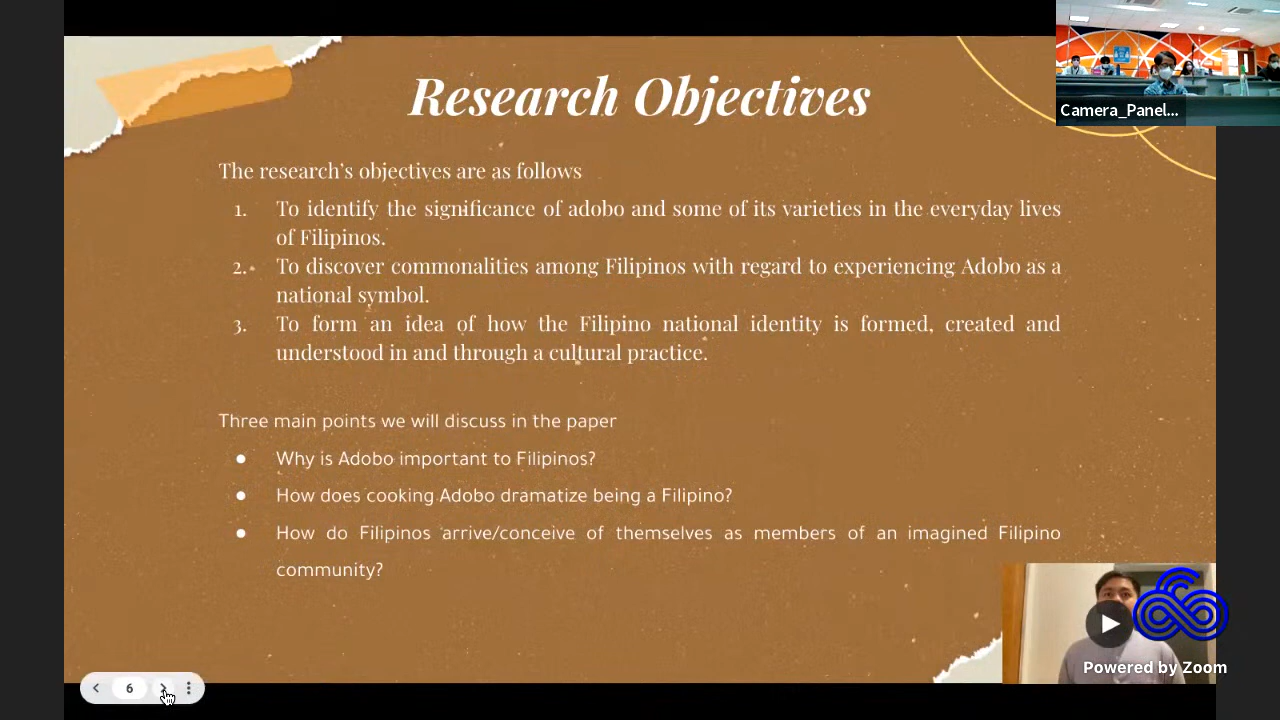 Research Objectives
Camera_Panel...
The research's objectives are as follows
1. To identify the significance of adobo and some of its varieties in the everyday lives
of Filipinos.
2. To discover commonalities among Filipinos with regard to experiencing Adobo as a
national symbol.
3. To form an idea of how the Filipino national identity is formed, created and
understood in and through a cultural practice.
Three main points we will discuss in the paper
● Why is Adobo important to Filipinos?
● How does cooking Adobo dramatize being a Filipino?
● How do Filipinos arrive/conceive of themselves as members of an imagined Filipino
community?
Powered by Zoom
6